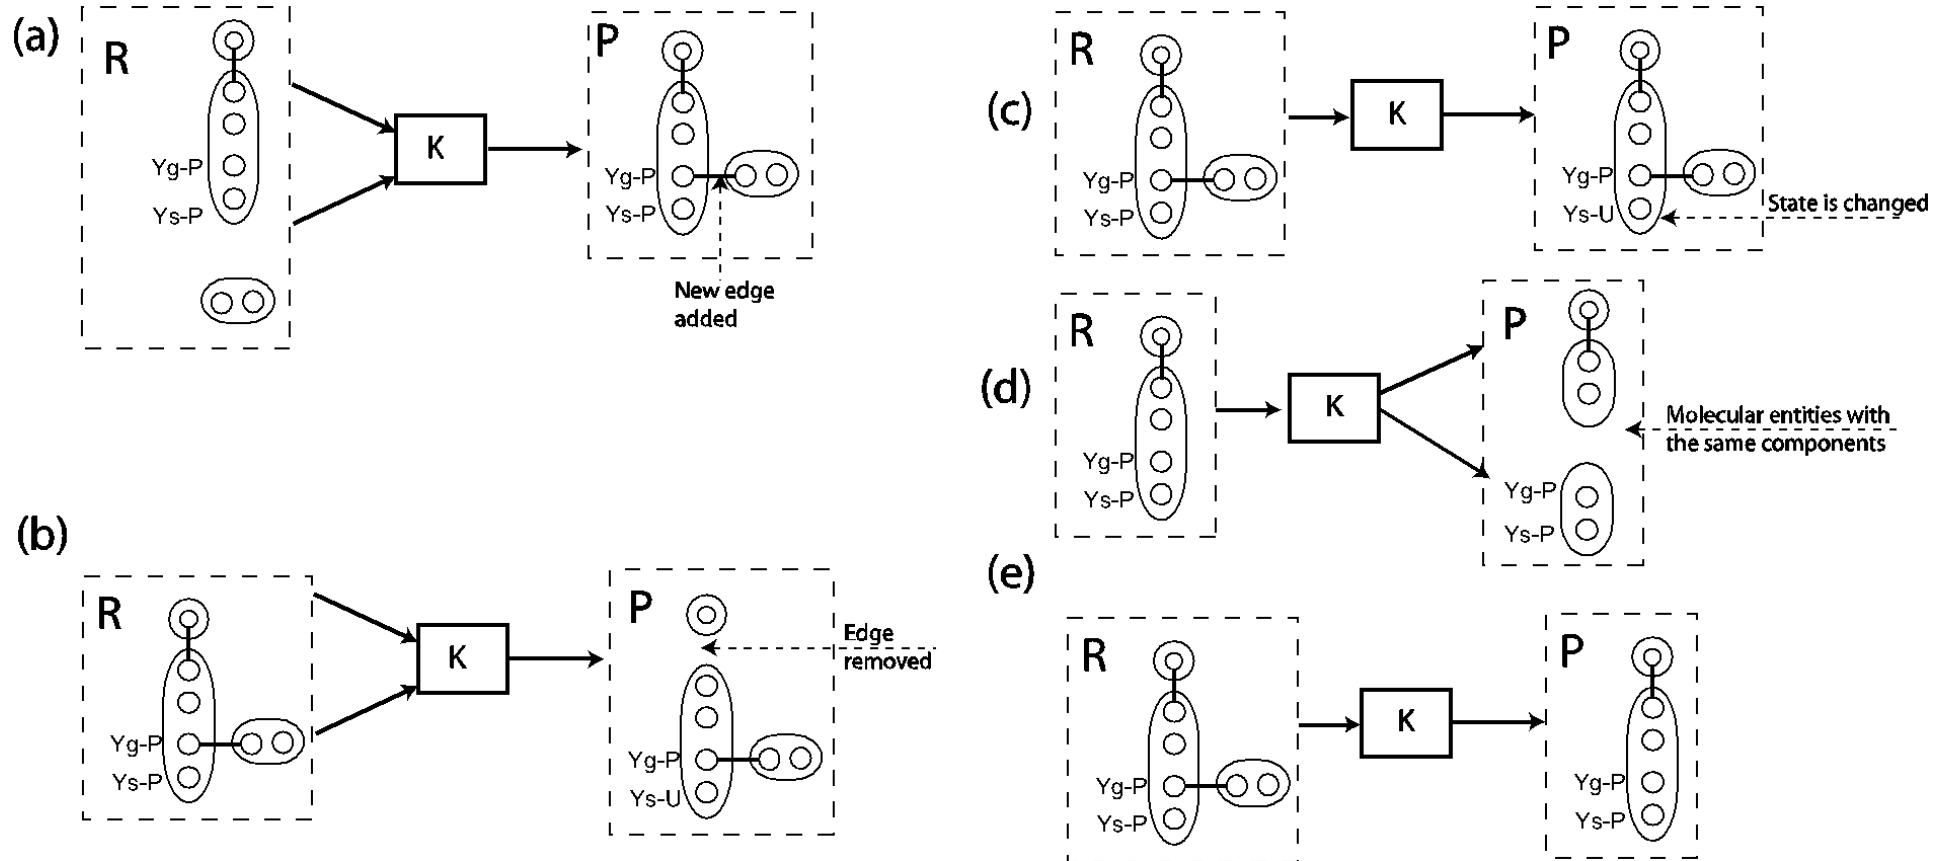 (a)
R
Yg-P
Ys-P
K
P
Yg-P
Ys-P
New edge
added
(b)
R
Yg-P
Ys-P
K
P
Yg-P
Ys-U
Edge
removed
(c)
R
Yg-P
Ys-P
K
P
Yg-P
Ys-U
State is changed
(d)
R
Yg-P
Ys-P
K
P
Yg-P
Ys-P
Molecular entities with
the same components
(e)
R
Yg-P
Ys-P
K
P
Yg-P
Ys-P